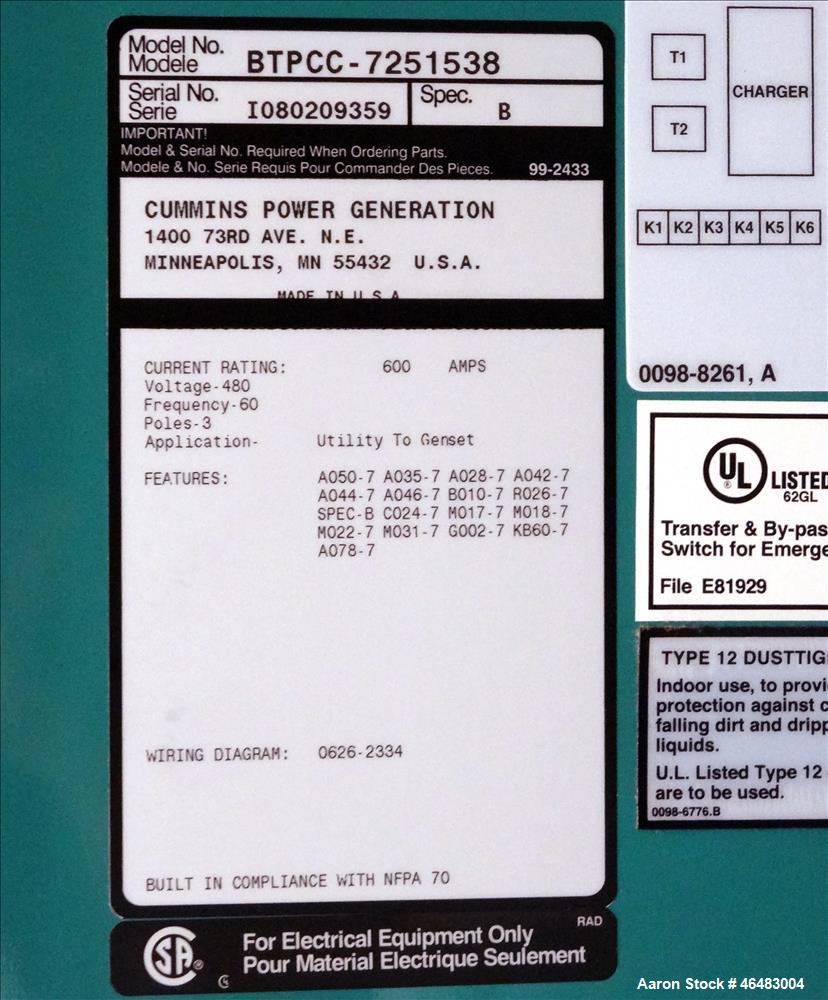 Model No.
Modele BTPCC-7251538
Serial No.
Serie I080209359
Spec. B
IMPORTANT!
Model & Serial No. Required When Ordering Parts.
Modele & No. Serie Requis Pour Commander Des Pieces. 99-2433
CUMMINS POWER GENERATION
1400 73RD AVE. N.E.
MINNEAPOLIS, MN 55432 U.S.A.
MADE IN U S A
CURRENT RATING: 600 AMPS
Voltage-480
Frequency-60
Poles-3
Application- Utility To Genset
FEATURES: A050-7 A035-7 A028-7 A042-7
A044-7 A046-7 B010-7 R026-7
SPEC-B C024-7 M017-7 M018-7
M022-7 M031-7 G002-7 KB60-7
A078-7
WIRING DIAGRAM: 0626-2334
BUILT IN COMPLIANCE WITH NFPA 70
RAD
SA
For Electrical Equipment Only
Pour Material Electrique Seulement
T1
T2
CHARGER
K1 K2 K3 K4 K5 K6
0098-8261, A
UL ® LISTED
62GL
Transfer & By-pas
Switch for Emerge
File E81929
TYPE 12 DUSTTIG
Indoor use, to provi
protection against c
falling dirt and dripp
liquids.
U.L. Listed Type 12
are to be used.
0098-6776.B
Aaron Stock # 46483004